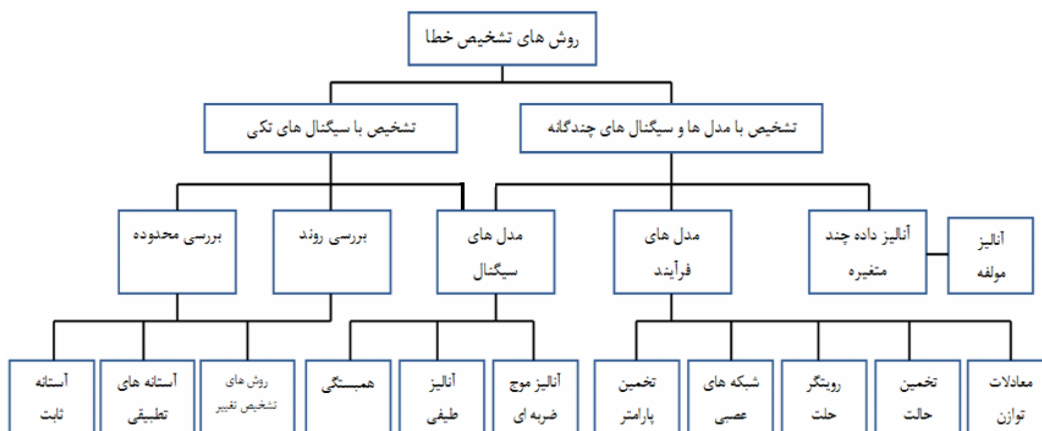 روش های تشخیص خطا
تشخیص با مدل ها و سیگنال های چندگانه
تشخیص با سیگنال های تکی
آنالیز
مولفه
آنالیز داده چند
متغیره
مدل های
فرآیند
مدل های
سیگنال
بررسی روند
بررسی محدوده
معادلات
توازن
تخمین
حالت
رویتگر
حلت
شبکه های
عصبی
تخمین
پارامتر
آنالیز موج
ضربه ای
آنالیز
طیفی
همبستگی
روش های
تشخیص تغییر
آستانه های
تطبیقی
آستانه
ثابت